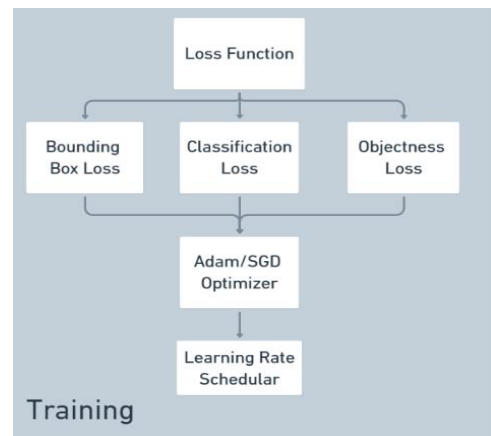 Loss Function
Bounding
Box Loss
Classification
Loss
Objectness
Loss
Adam/SGD
Optimizer
Learning Rate
Schedular
Training